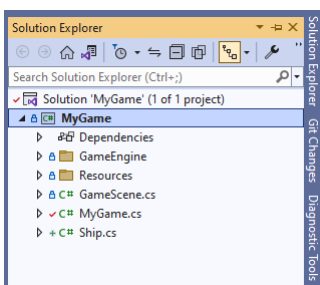 Solution Explorer
Search Solution Explorer (Ctrl+;)
Solution 'MyGame' (1 of 1 project)
C# MyGame
Dependencies
GameEngine
Resources
C# GameScene.cs
C# MyGame.cs
+ C# Ship.cs
Solution Explorer
Git Changes
Diagnostic Tools